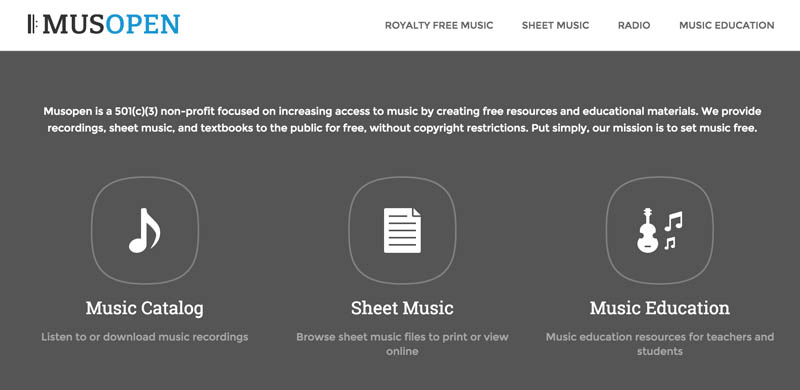 MUSOPEN
ROYALTY FREE MUSIC
SHEET MUSIC
RADIO
MUSIC EDUCATION
Musopen is a 501(c)(3) non-profit focused on increasing access to music by creating free resources and educational materials. We provide
recordings, sheet music, and textbooks to the public for free, without copyright restrictions. Put simply, our mission is to set music free.
Music Catalog
Listen to or download music recordings
Sheet Music
Browse sheet music files to print or view
online
Music Education
Music education resources for teachers and
students